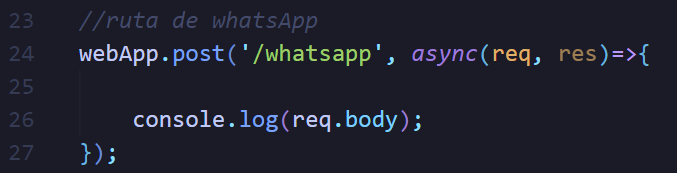 23 //ruta de whatsApp
24 webApp.post('/whatsapp', async(req, res)=>{
25
26 console.log(req.body);
27 });